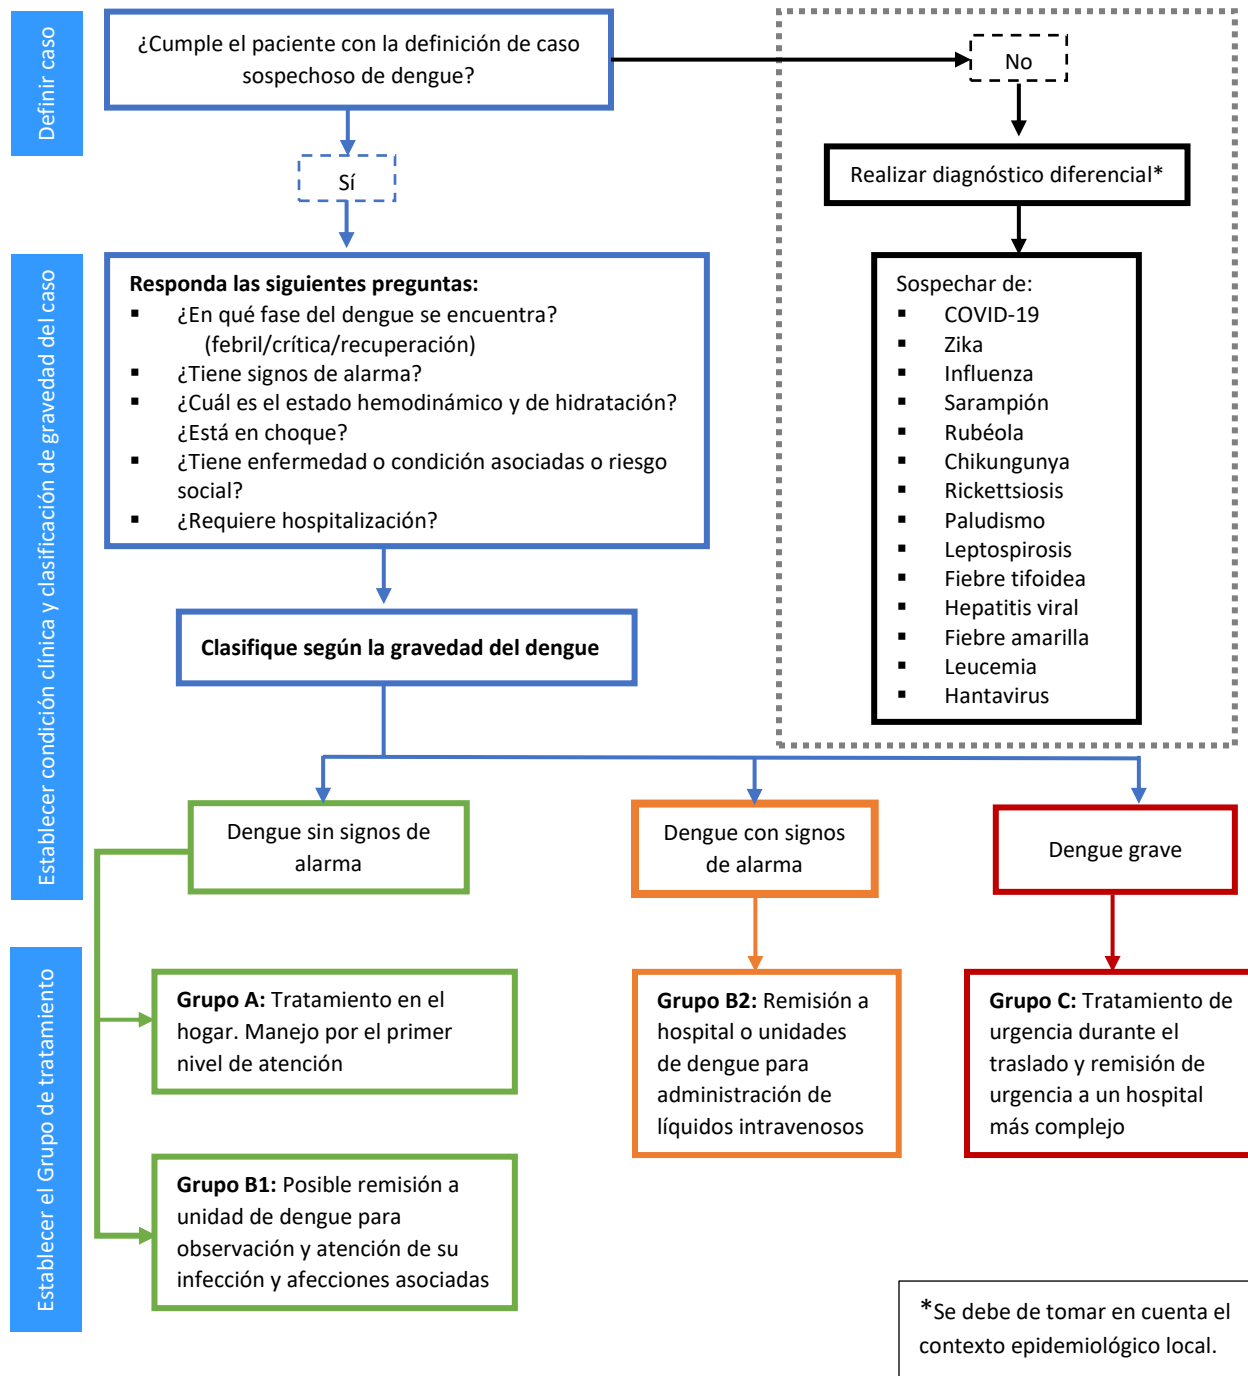 Definir caso
¿Cumple el paciente con la definición de caso
sospechoso de dengue?
No
Sí
Realizar diagnóstico diferencial*
Sospechar de:
▪ COVID-19
▪ Zika
▪ Influenza
▪ Sarampión
▪ Rubéola
▪ Chikungunya
▪ Rickettsiosis
▪ Paludismo
▪ Leptospirosis
▪ Fiebre tifoidea
▪ Hepatitis viral
▪ Fiebre amarilla
▪ Leucemia
▪ Hantavirus
Establecer condición clínica y clasificación de gravedad del caso
Responda las siguientes preguntas:
▪ ¿En qué fase del dengue se encuentra?
(febril/crítica/recuperación)
▪ ¿Tiene signos de alarma?
▪ ¿Cuál es el estado hemodinámico y de hidratación?
¿Está en choque?
▪ ¿Tiene enfermedad o condición asociadas o riesgo
social?
▪ ¿Requiere hospitalización?
Clasifique según la gravedad del dengue
Dengue sin signos de
alarma
Dengue con signos
de alarma
Dengue grave
Establecer el Grupo de tratamiento
Grupo A: Tratamiento en el
hogar. Manejo por el primer
nivel de atención
Grupo B1: Posible remisión a
unidad de dengue para
observación y atención de su
infección y afecciones asociadas
Grupo B2: Remisión a
hospital o unidades
de dengue para
administración de
líquidos intravenosos
Grupo C: Tratamiento de
urgencia durante el
traslado y remisión de
urgencia a un hospital
más complejo
*Se debe de tomar en cuenta el
contexto epidemiológico local.